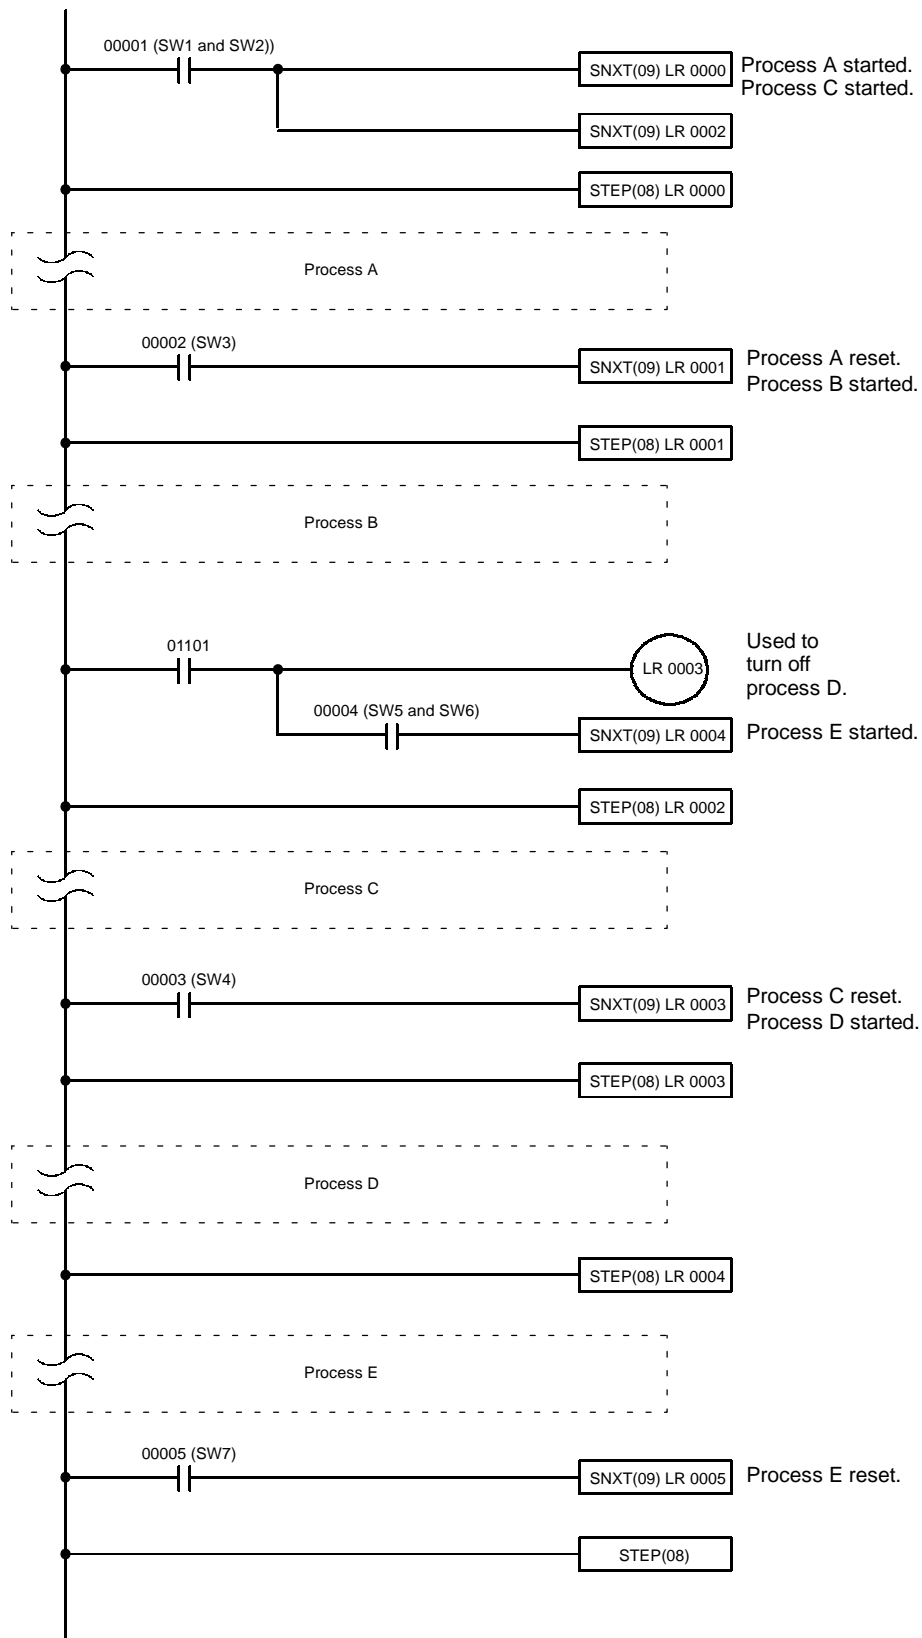 00001 (SW1 and SW2))
SNXT(09) LR 0000
Process A started.
Process C started.
SNXT(09) LR 0002
STEP(08) LR 0000
Process A
00002 (SW3)
SNXT(09) LR 0001
Process A reset.
Process B started.
STEP(08) LR 0001
Process B
01101
LR 0003
Used to
turn off
process D.
00004 (SW5 and SW6)
SNXT(09) LR 0004
Process E started.
STEP(08) LR 0002
Process C
00003 (SW4)
SNXT(09) LR 0003
Process C reset.
Process D started.
STEP(08) LR 0003
Process D
STEP(08) LR 0004
Process E
00005 (SW7)
SNXT(09) LR 0005
Process E reset.
STEP(08)